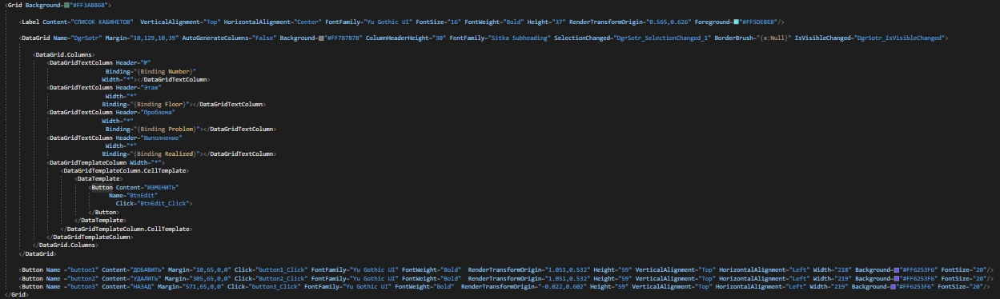 <Grid Background="#FF3A886B">
<Label Content="СПИСОК КАБИНЕТОВ" VerticalAlignment="Top" HorizontalAlignment="Center" FontFamily="Yu Gothic UI" FontSize="16" FontWeight="Bold" Height="37" RenderTransformOrigin="0.565,0.626" Foreground="#FF5DEBEB"/>
<DataGrid Name="DgrSotr" Margin="10,129,10,39" AutoGenerateColumns="False" Background="#FF7B7B7B" ColumnHeaderHeight="30" FontFamily="Sitka Subheading" SelectionChanged="DgrSotr_SelectionChanged_1" BorderBrush="{x:Null}" IsVisibleChanged="DgrSotr_IsVisibleChanged">
<DataGrid.Columns>
<DataGridTextColumn Header="№"
Binding="{Binding Number}"
Width="*"></DataGridTextColumn>
<DataGridTextColumn Header="Этаж"
Width="*"
Binding="{Binding Floor}"></DataGridTextColumn>
<DataGridTextColumn Header="Проблема"
Width="*"
Binding="{Binding Problem}"></DataGridTextColumn>
<DataGridTextColumn Header="Выполнение"
Width="*"
Binding="{Binding Realized}"></DataGridTextColumn>
<DataGridTemplateColumn Width="*">
<DataGridTemplateColumn.CellTemplate>
<DataTemplate>
<Button Content="ИЗМЕНИТЬ"
Name="BtnEdit"
Click="BtnEdit_Click">
</Button>
</DataTemplate>
</DataGridTemplateColumn.CellTemplate>
</DataGridTemplateColumn>
</DataGrid.Columns>
</DataGrid>
<Button Name ="button1" Content="ДОБАВИТЬ" Margin="10,65,0,0" Click="button1_Click" FontFamily="Yu Gothic UI" FontWeight="Bold" RenderTransformOrigin="1.051,0.532" Height="59" VerticalAlignment="Top" HorizontalAlignment="Left" Width="218" Background="#FF6253F6" FontSize="20"/>
<Button Name ="button2" Content="УДАЛИТЬ" Margin="305,65,0,0" Click="Button2_Click" FontFamily="Yu Gothic UI" FontWeight="Bold" RenderTransformOrigin="1.051,0.532" Height="59" VerticalAlignment="Top" HorizontalAlignment="Left" Width="219" Background="#FF6253F6" FontSize="20"/>
<Button Name ="button3" Content="НАЗАД" Margin="571,65,0,0" Click="button3_Click" FontFamily="Yu Gothic UI" FontWeight="Bold" RenderTransformOrigin="-0.022,0.602" Height="59" VerticalAlignment="Top" HorizontalAlignment="Left" Width="219" Background="#FF6253F6" FontSize="20"/>
</Grid>